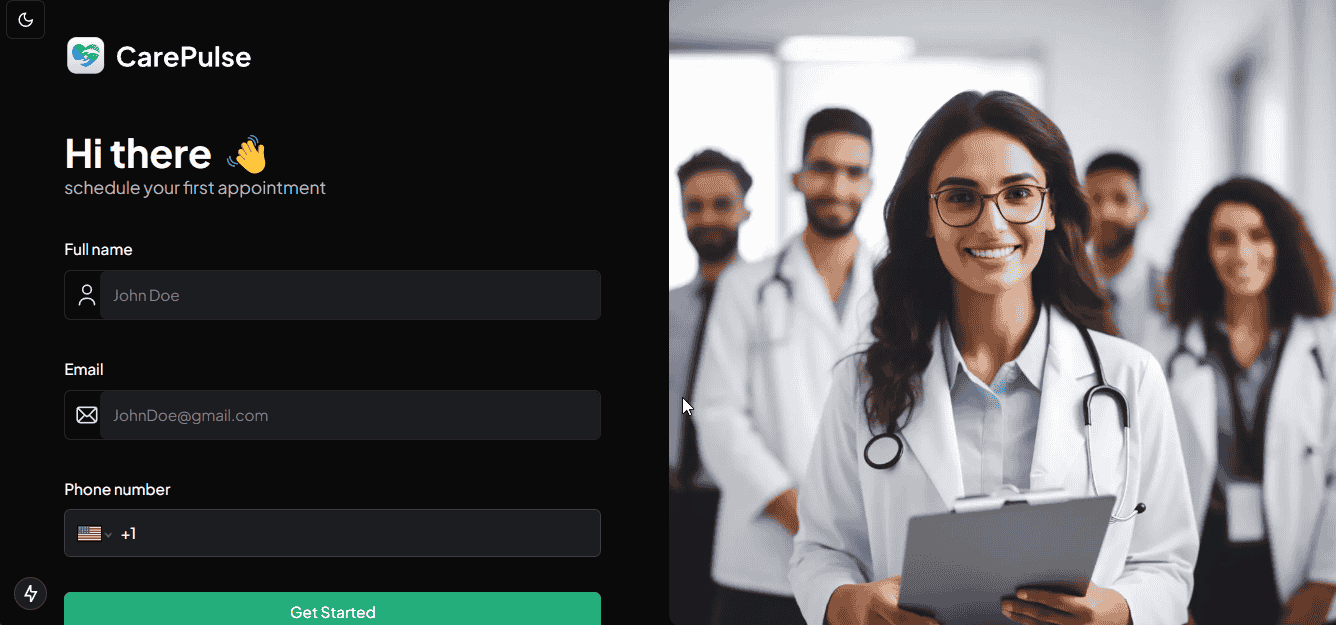 CarePulse
Hi there 👋
schedule your first appointment
Full name
John Doe
Email
JohnDoe@gmail.com
Phone number
+1
Get Started